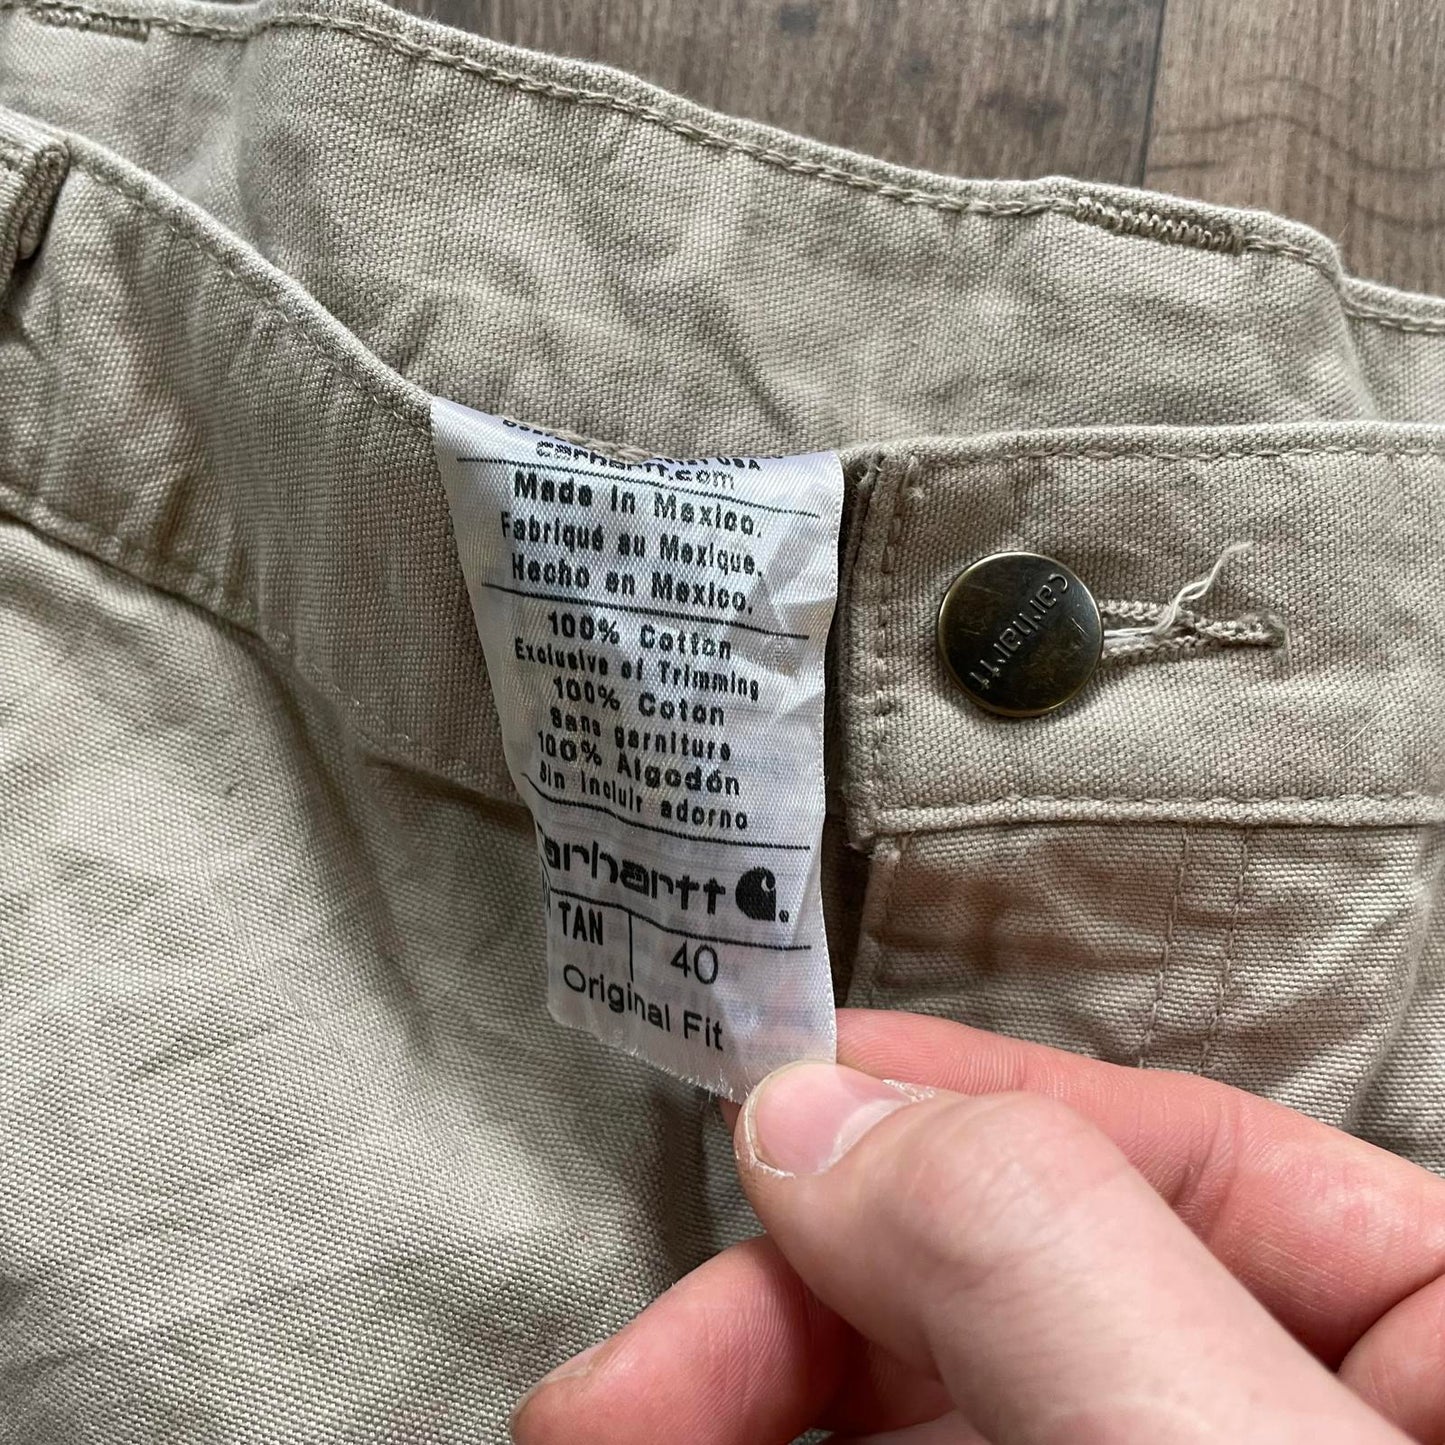 USA
carhartt.com
Made in Mexico.
Fabriqué au Mexique.
Hecho en Mexico.
100% Cotton
Exclusive of Trimming
100% Coton
Sans garniture
100% Algodón
Sin incluir adorno
carhartt
TAN 40
Original Fit
Carhartt